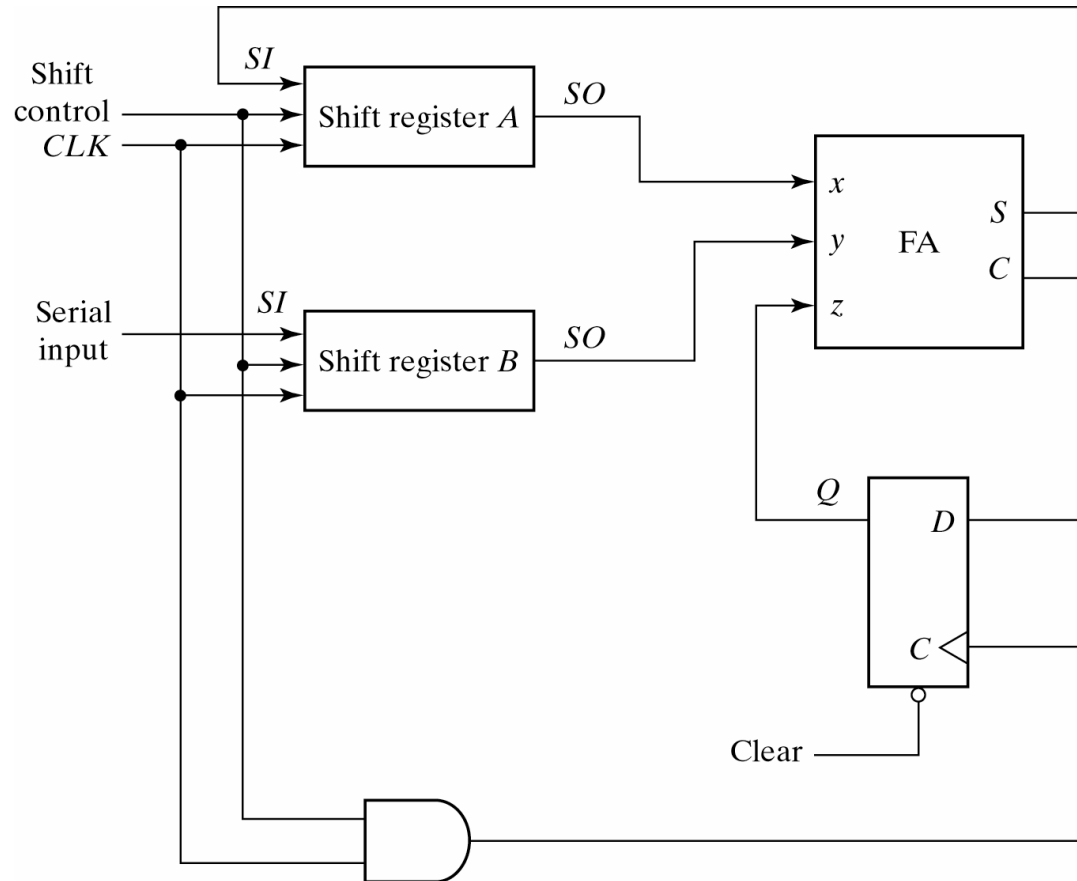 SI
Shift
control
CLK
Shift register A
SO
x
y
z
FA
S
C
Serial
input
SI
Shift register B
SO
Q
D
C
Clear